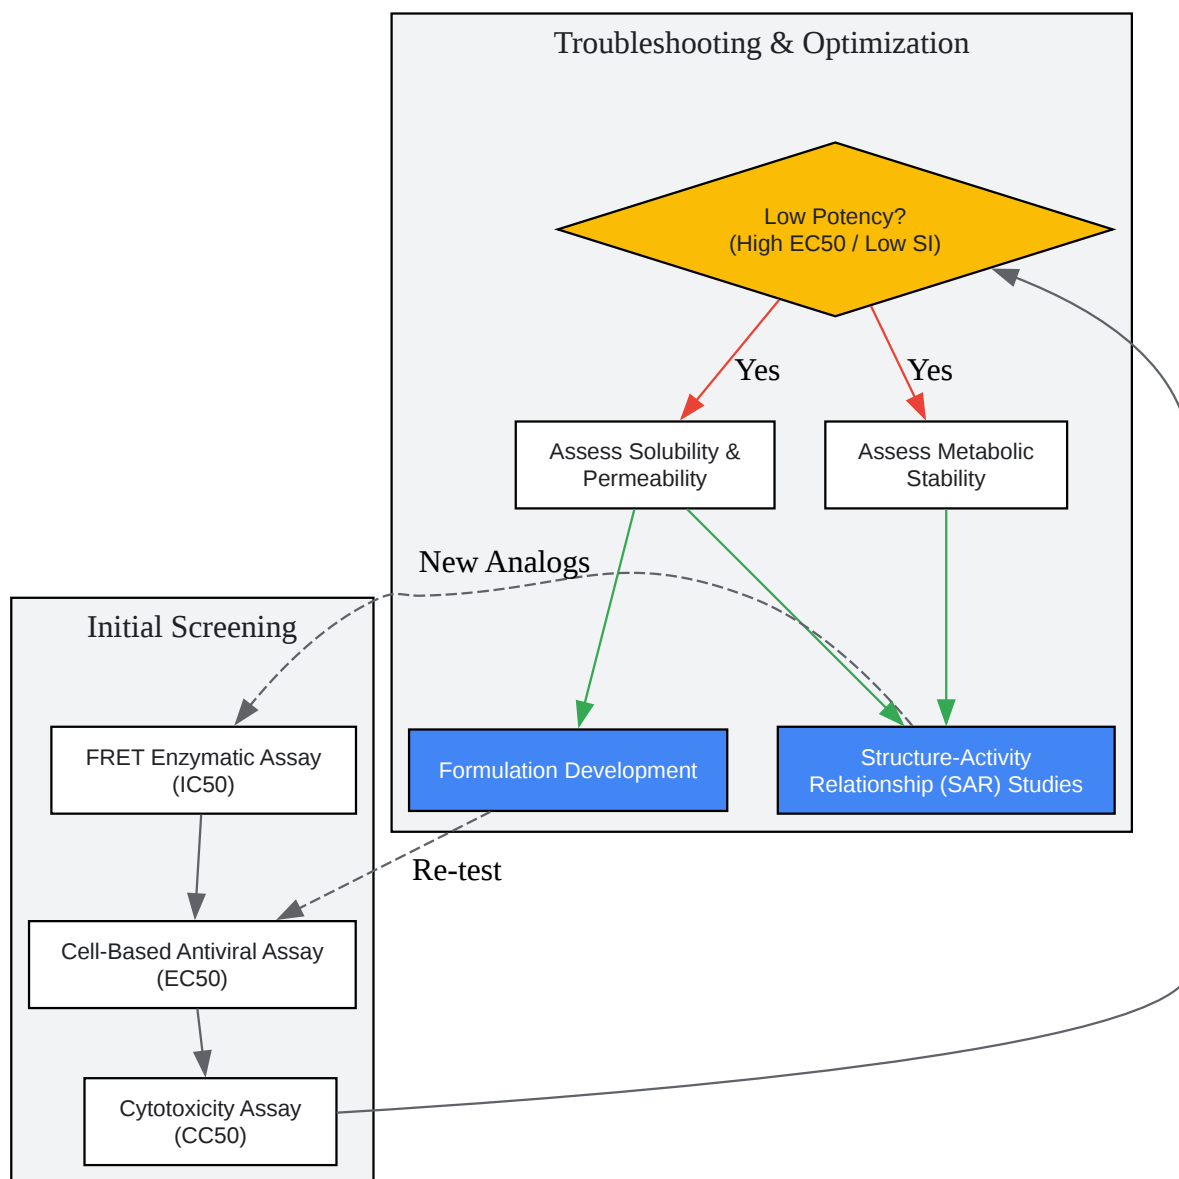 Troubleshooting & Optimization
Low Potency?
(High EC50 / Low SI)
Yes
Yes
Assess Solubility &
Permeability
Assess Metabolic
Stability
New Analogs
Initial Screening
FRET Enzymatic Assay
(IC50)
Formulation Development
Structure-Activity
Relationship (SAR) Studies
Re-test
Cell-Based Antiviral Assay
(EC50)
Cytotoxicity Assay
(CC50)